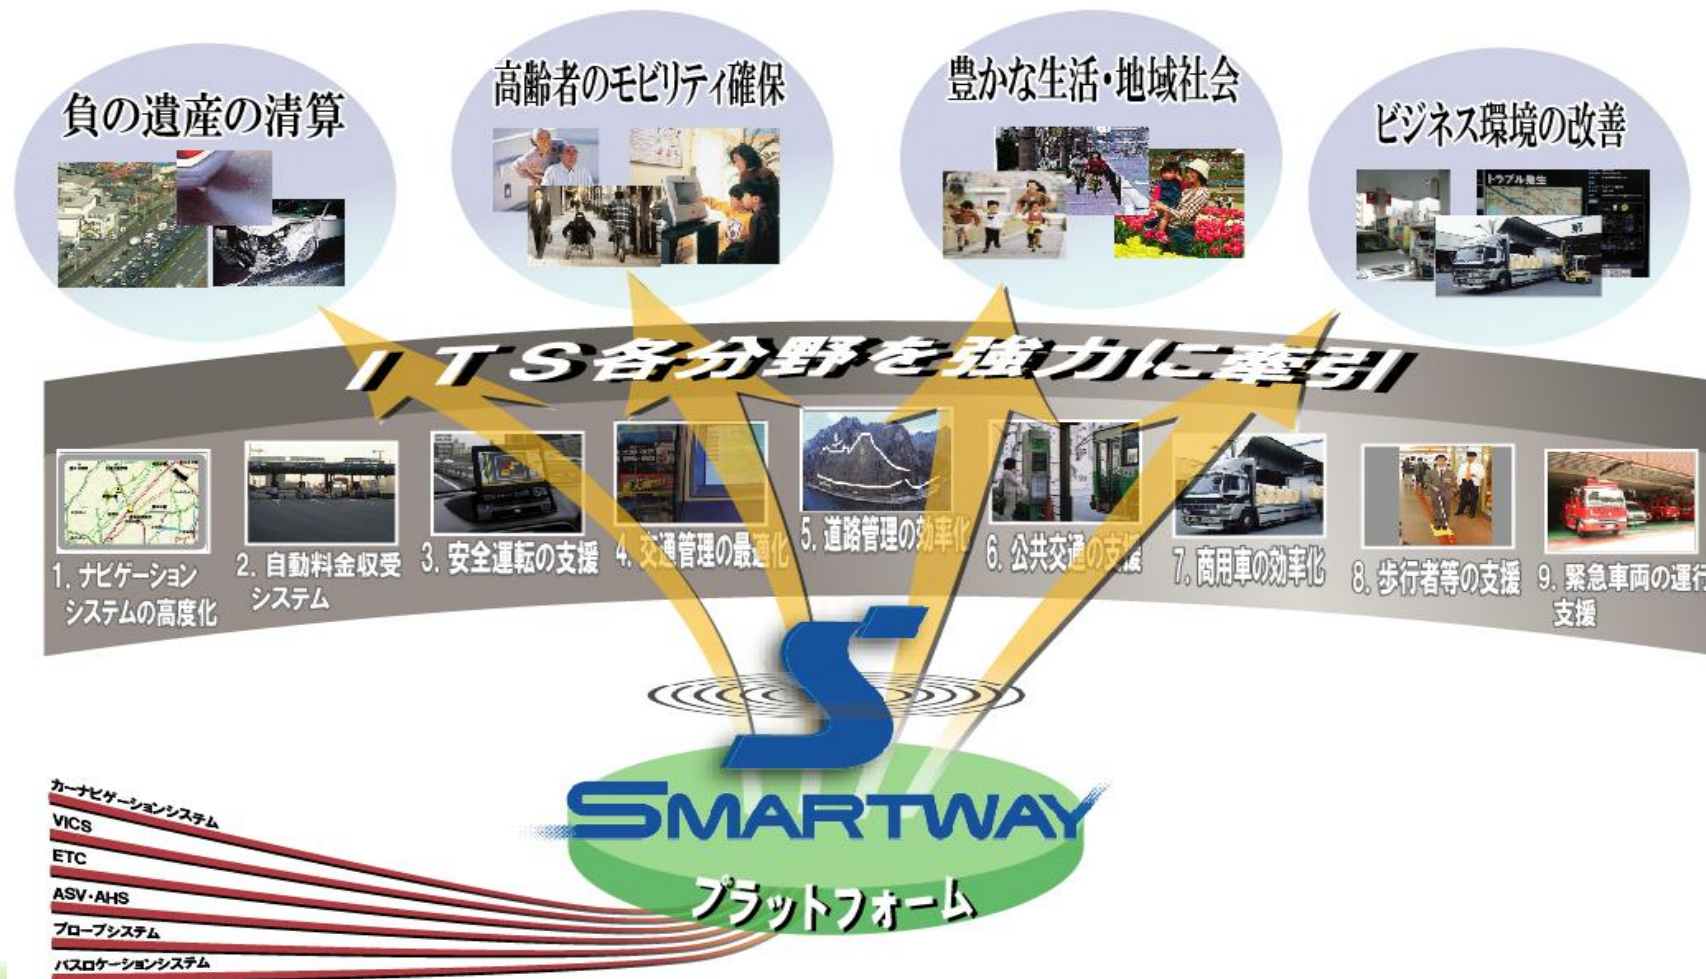 負の遺産の清算
高齢者のモビリティ確保
豊かな生活・地域社会
ビジネス環境の改善
トラブル発生
ITS各分野を強力に牽引
1. ナビゲーション
システムの高度化
2. 自動料金収受
システム
3. 安全運転の支援
4. 交通管理の最適化
5. 道路管理の効率化
6. 公共交通の支援
7. 商用車の効率化
8. 歩行者等の支援
9. 緊急車両の運行
支援
S
SMARTWAY
プラットフォーム
カーナビゲーションシステム
VICS
ETC
ASV・AHS
プローブシステム
バスロケーションシステム